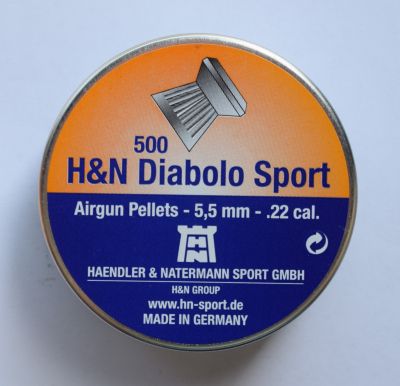 500
H&N Diabolo Sport
Airgun Pellets - 5,5 mm - .22 cal.
HN
HAENDLER & NATERMANN SPORT GMBH
H&N GROUP
www.hn-sport.de
MADE IN GERMANY